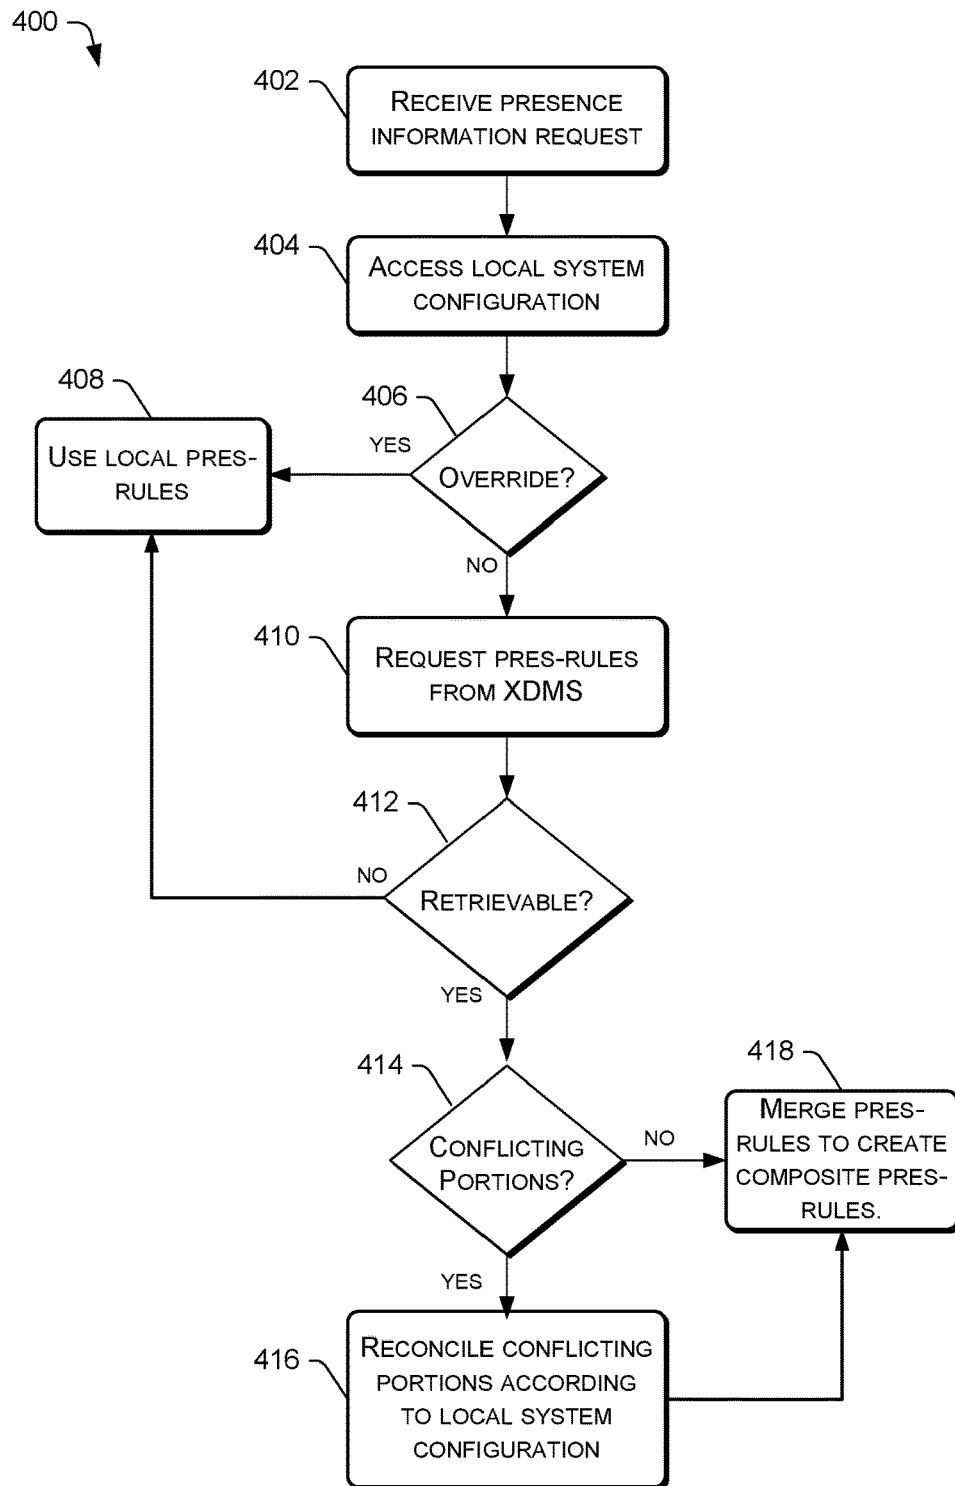 400
402
RECEIVE PRESENCE
INFORMATION REQUEST
404
ACCESS LOCAL SYSTEM
CONFIGURATION
408
USE LOCAL PRES-
RULES
406
YES
OVERRIDE?
NO
410
REQUEST PRES-RULES
FROM XDMS
412
NO
RETRIEVABLE?
YES
414
CONFLICTING
PORTIONS?
NO
418
MERGE PRES-
RULES TO CREATE
COMPOSITE PRES-
RULES.
YES
416
RECONCILE CONFLICTING
PORTIONS ACCORDING
TO LOCAL SYSTEM
CONFIGURATION